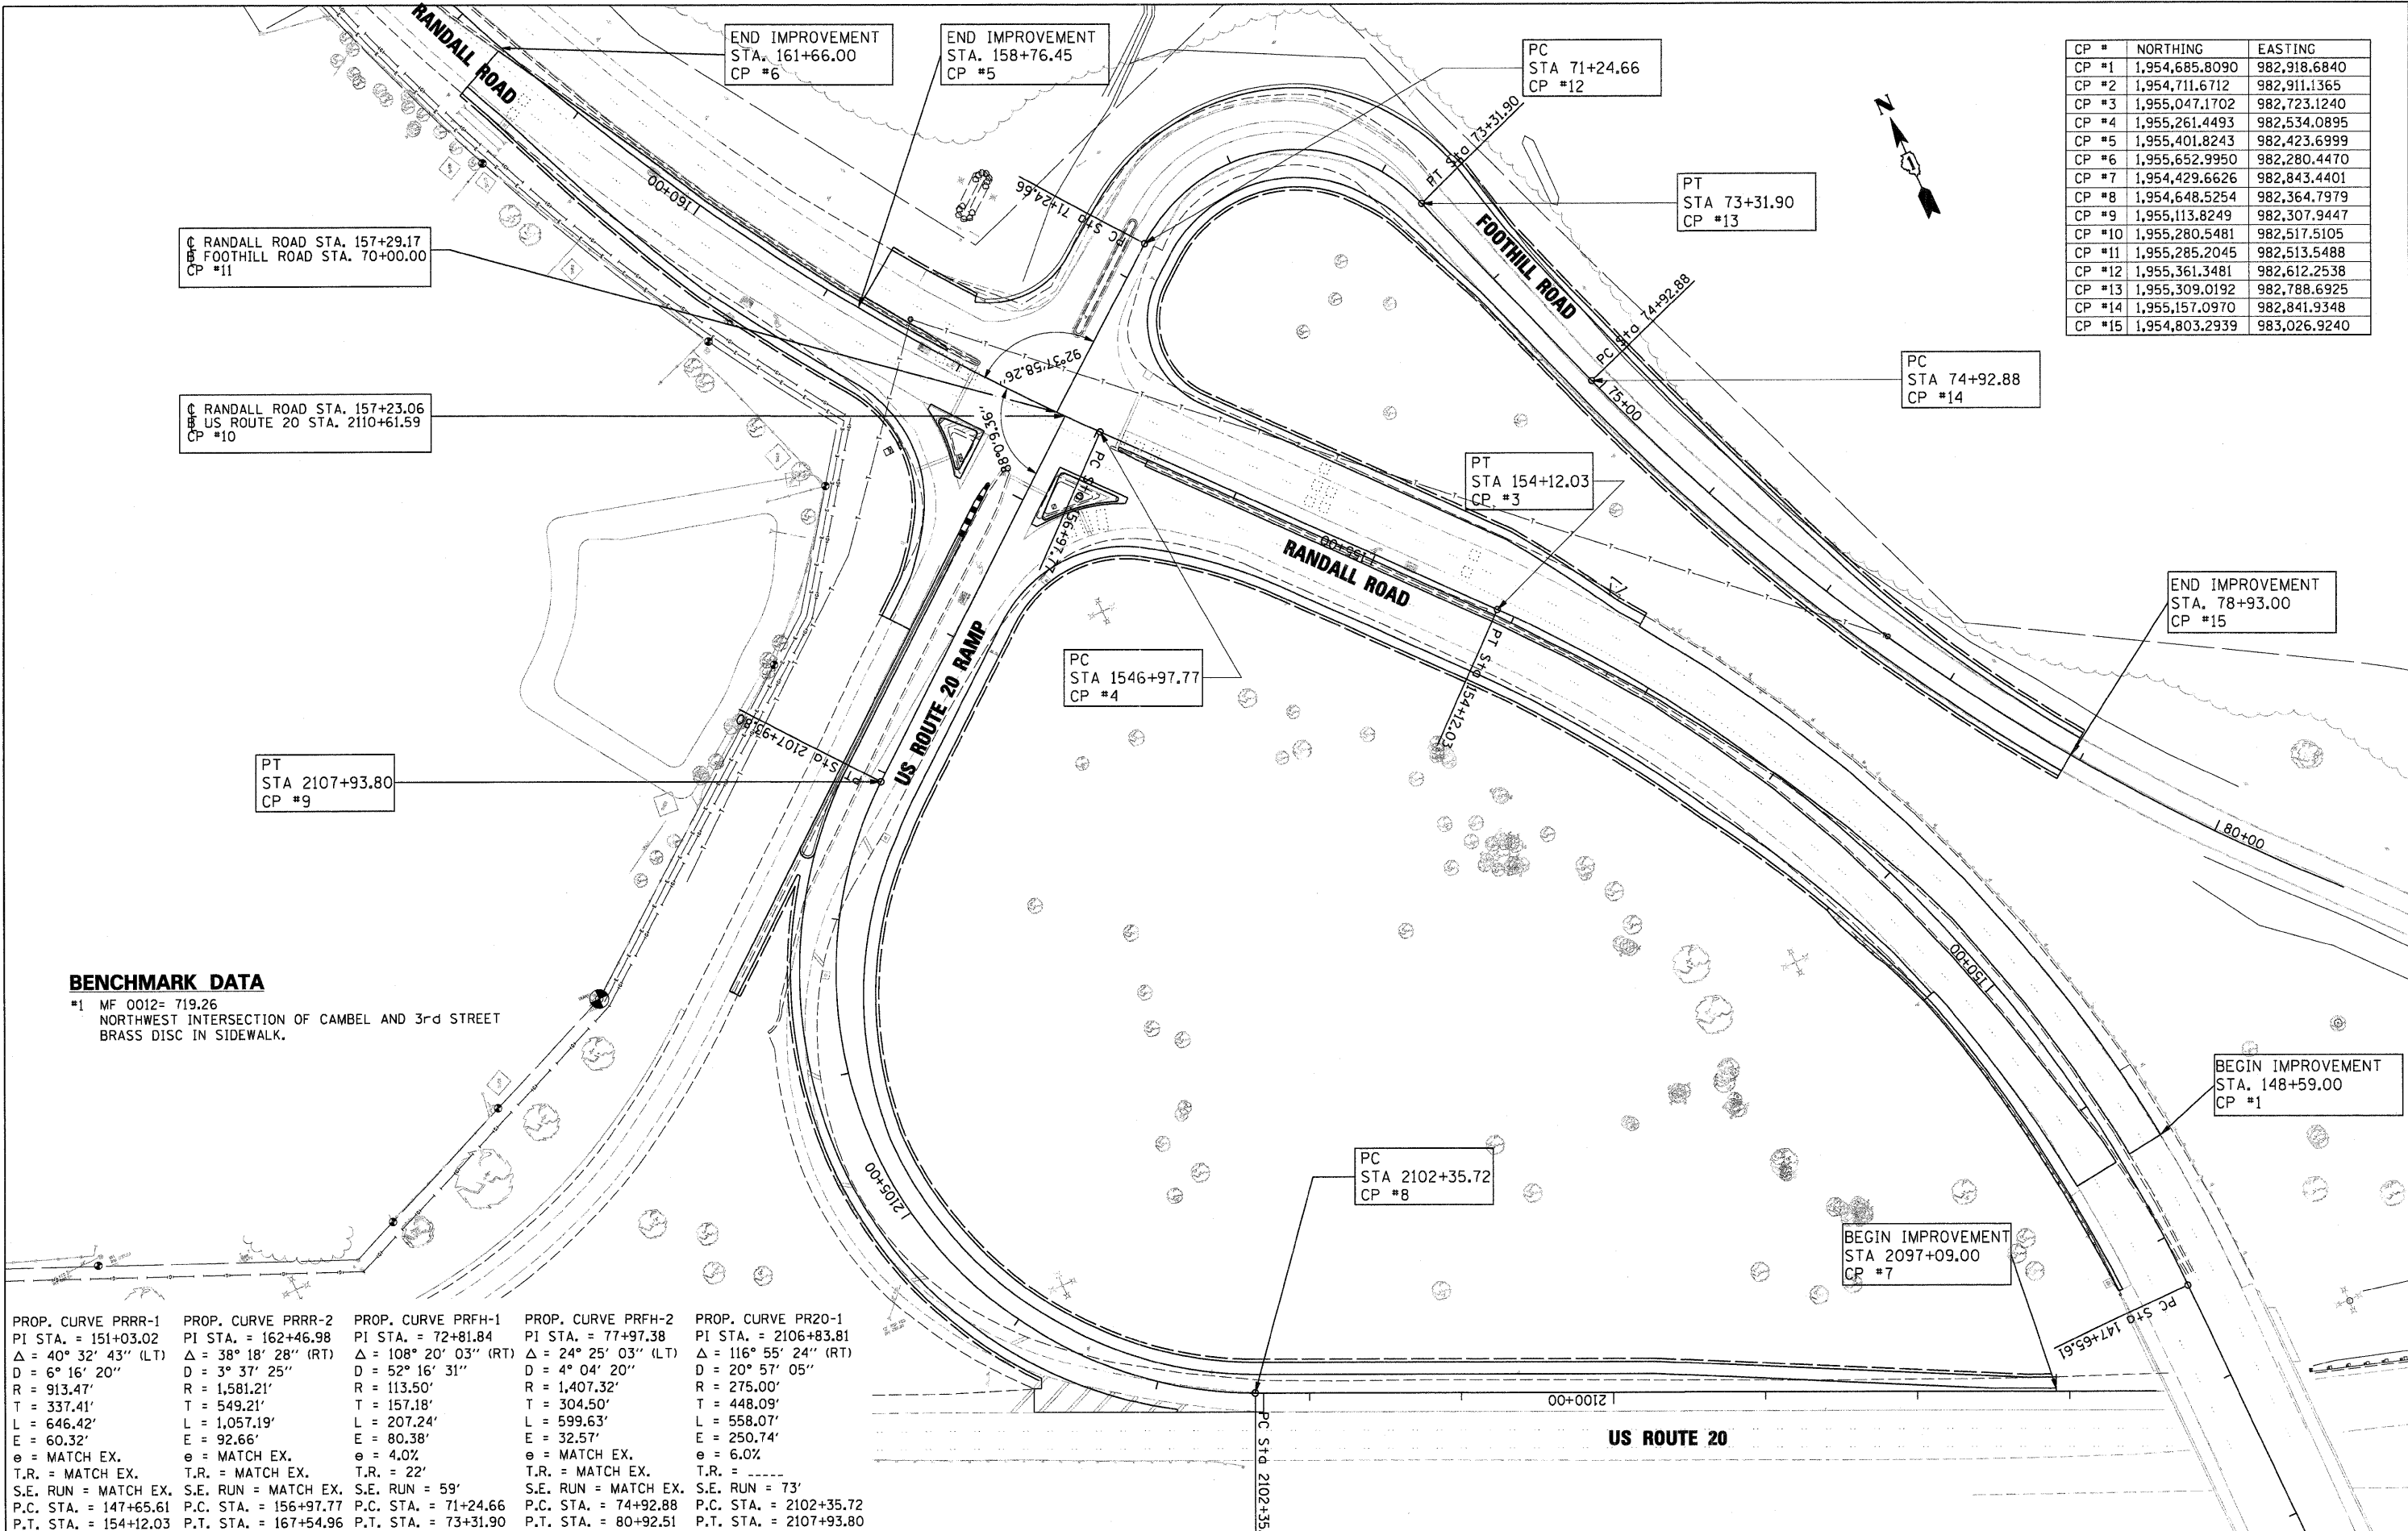 RANDALL ROAD
END IMPROVEMENT
STA. 161+66.00
CP #6
END IMPROVEMENT
STA. 158+76.45
CP #5
PC
STA 71+24.66
CP #12
CP # NORTHING EASTING
CP #1 1,954,685.8090 982,918.6840
CP #2 1,954,711.6712 982,911.1365
CP #3 1,955,047.1702 982,723.1240
CP #4 1,955,261.4493 982,534.0895
CP #5 1,955,401.8243 982,423.6999
CP #6 1,955,652.9950 982,280.4470
CP #7 1,954,429.6626 982,843.4401
CP #8 1,954,648.5254 982,364.7979
CP #9 1,955,113.8249 982,307.9447
CP #10 1,955,280.5481 982,517.5105
CP #11 1,955,285.2045 982,513.5488
CP #12 1,955,361.3481 982,612.2538
CP #13 1,955,309.0192 982,788.6925
CP #14 1,955,157.0970 982,841.9348
CP #15 1,954,803.2939 983,026.9240
N
PT Sta 73+31.90
PT
STA 73+31.90
CP #13
160+00
PC Sta 71+24.66
FOOTHILL ROAD
℄ RANDALL ROAD STA. 157+29.17
FOOTHILL ROAD STA. 70+00.00
CP #11
PC Sta 74+92.88
92°37'58.26"
PC
STA 74+92.88
CP #14
75+00
℄ RANDALL ROAD STA. 157+23.06
US ROUTE 20 STA. 2110+61.59
CP #10
88°0'9.36"
PC Sta 156+97.77
PT
STA 154+12.03
CP #3
155+00
RANDALL ROAD
END IMPROVEMENT
STA. 78+93.00
CP #15
US ROUTE 20 RAMP
PC
STA 1546+97.77
CP #4
PT Sta 154+12.03
PT Sta 2107+93.80
PT
STA 2107+93.80
CP #9
80+00
150+00
BENCHMARK DATA
#1 MF 0012= 719.26
NORTHWEST INTERSECTION OF CAMBEL AND 3rd STREET
BRASS DISC IN SIDEWALK.
BEGIN IMPROVEMENT
STA. 148+59.00
CP #1
2105+00
PC
STA 2102+35.72
CP #8
BEGIN IMPROVEMENT
STA 2097+09.00
CP #7
PC Sta 147+65.61
2100+00
US ROUTE 20
PC Sta 2102+35
PROP. CURVE PRRR-1
PI STA. = 151+03.02
Δ = 40° 32' 43" (LT)
D = 6° 16' 20"
R = 913.47'
T = 337.41'
L = 646.42'
E = 60.32'
e = MATCH EX.
T.R. = MATCH EX.
S.E. RUN = MATCH EX.
P.C. STA. = 147+65.61
P.T. STA. = 154+12.03
PROP. CURVE PRRR-2
PI STA. = 162+46.98
Δ = 38° 18' 28" (RT)
D = 3° 37' 25"
R = 1,581.21'
T = 549.21'
L = 1,057.19'
E = 92.66'
e = MATCH EX.
T.R. = MATCH EX.
S.E. RUN = MATCH EX.
P.C. STA. = 156+97.77
P.T. STA. = 167+54.96
PROP. CURVE PRFH-1
PI STA. = 72+81.84
Δ = 108° 20' 03" (RT)
D = 52° 16' 31"
R = 113.50'
T = 157.18'
L = 207.24'
E = 80.38'
e = 4.0%
T.R. = 22'
S.E. RUN = 59'
P.C. STA. = 71+24.66
P.T. STA. = 73+31.90
PROP. CURVE PRFH-2
PI STA. = 77+97.38
Δ = 24° 25' 03" (LT)
D = 4° 04' 20"
R = 1,407.32'
T = 304.50'
L = 599.63'
E = 32.57'
e = MATCH EX.
T.R. = MATCH EX.
S.E. RUN = MATCH EX.
P.C. STA. = 74+92.88
P.T. STA. = 80+92.51
PROP. CURVE PR20-1
PI STA. = 2106+83.81
Δ = 116° 55' 24" (RT)
D = 20° 57' 05"
R = 275.00'
T = 448.09'
L = 558.07'
E = 250.74'
e = 6.0%
T.R. = _____
S.E. RUN = 73'
P.C. STA. = 2102+35.72
P.T. STA. = 2107+93.80